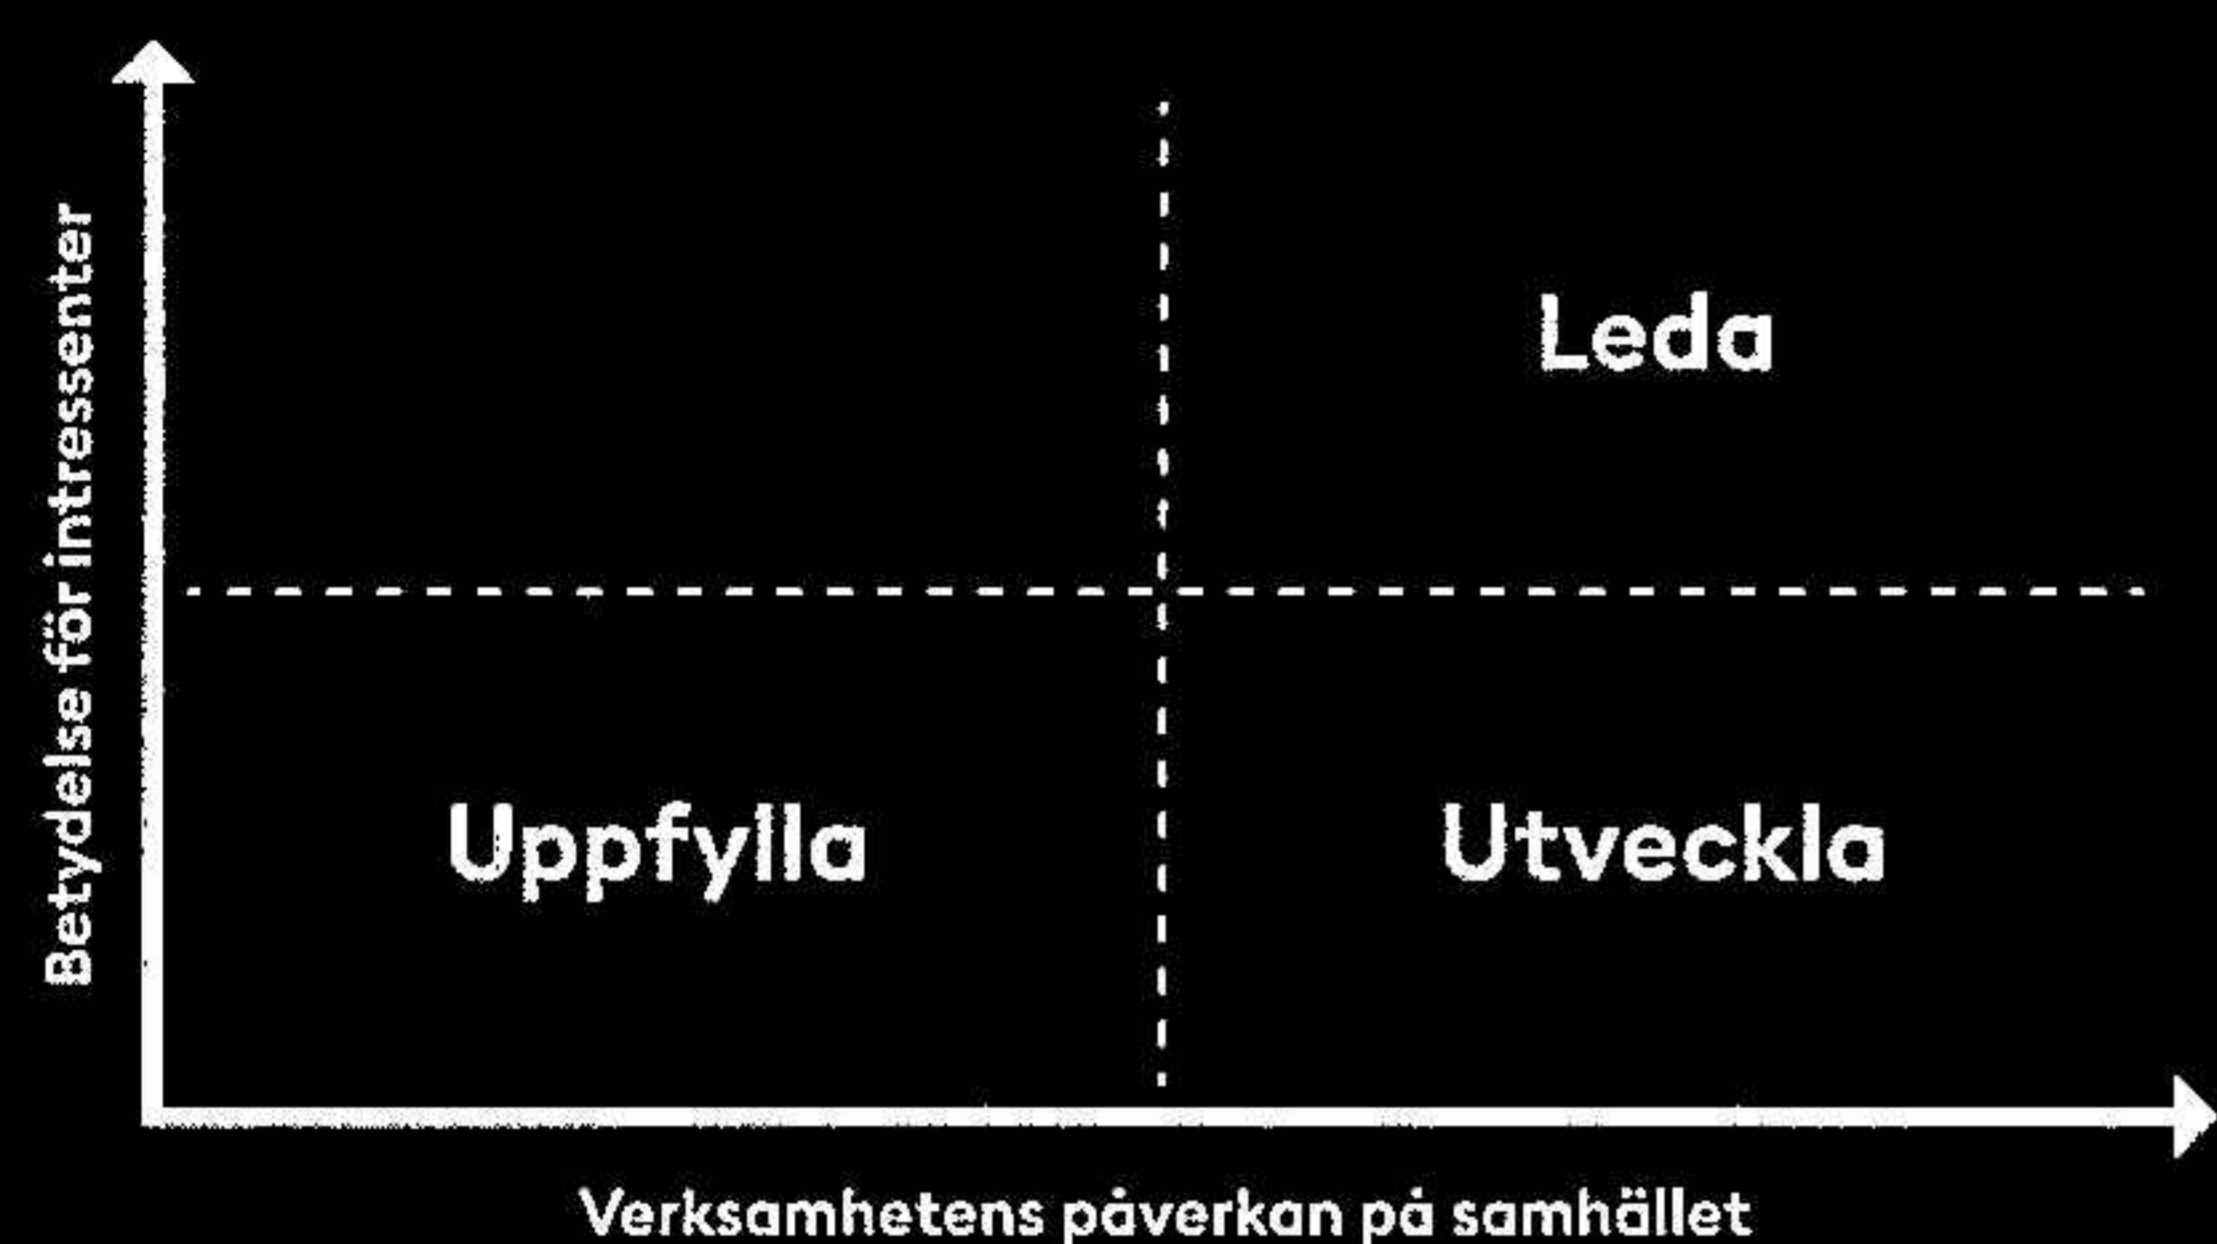 Betydelse för intressenter
Leda
Uppfylla
Utveckla
Verksamhetens påverkan på samhället